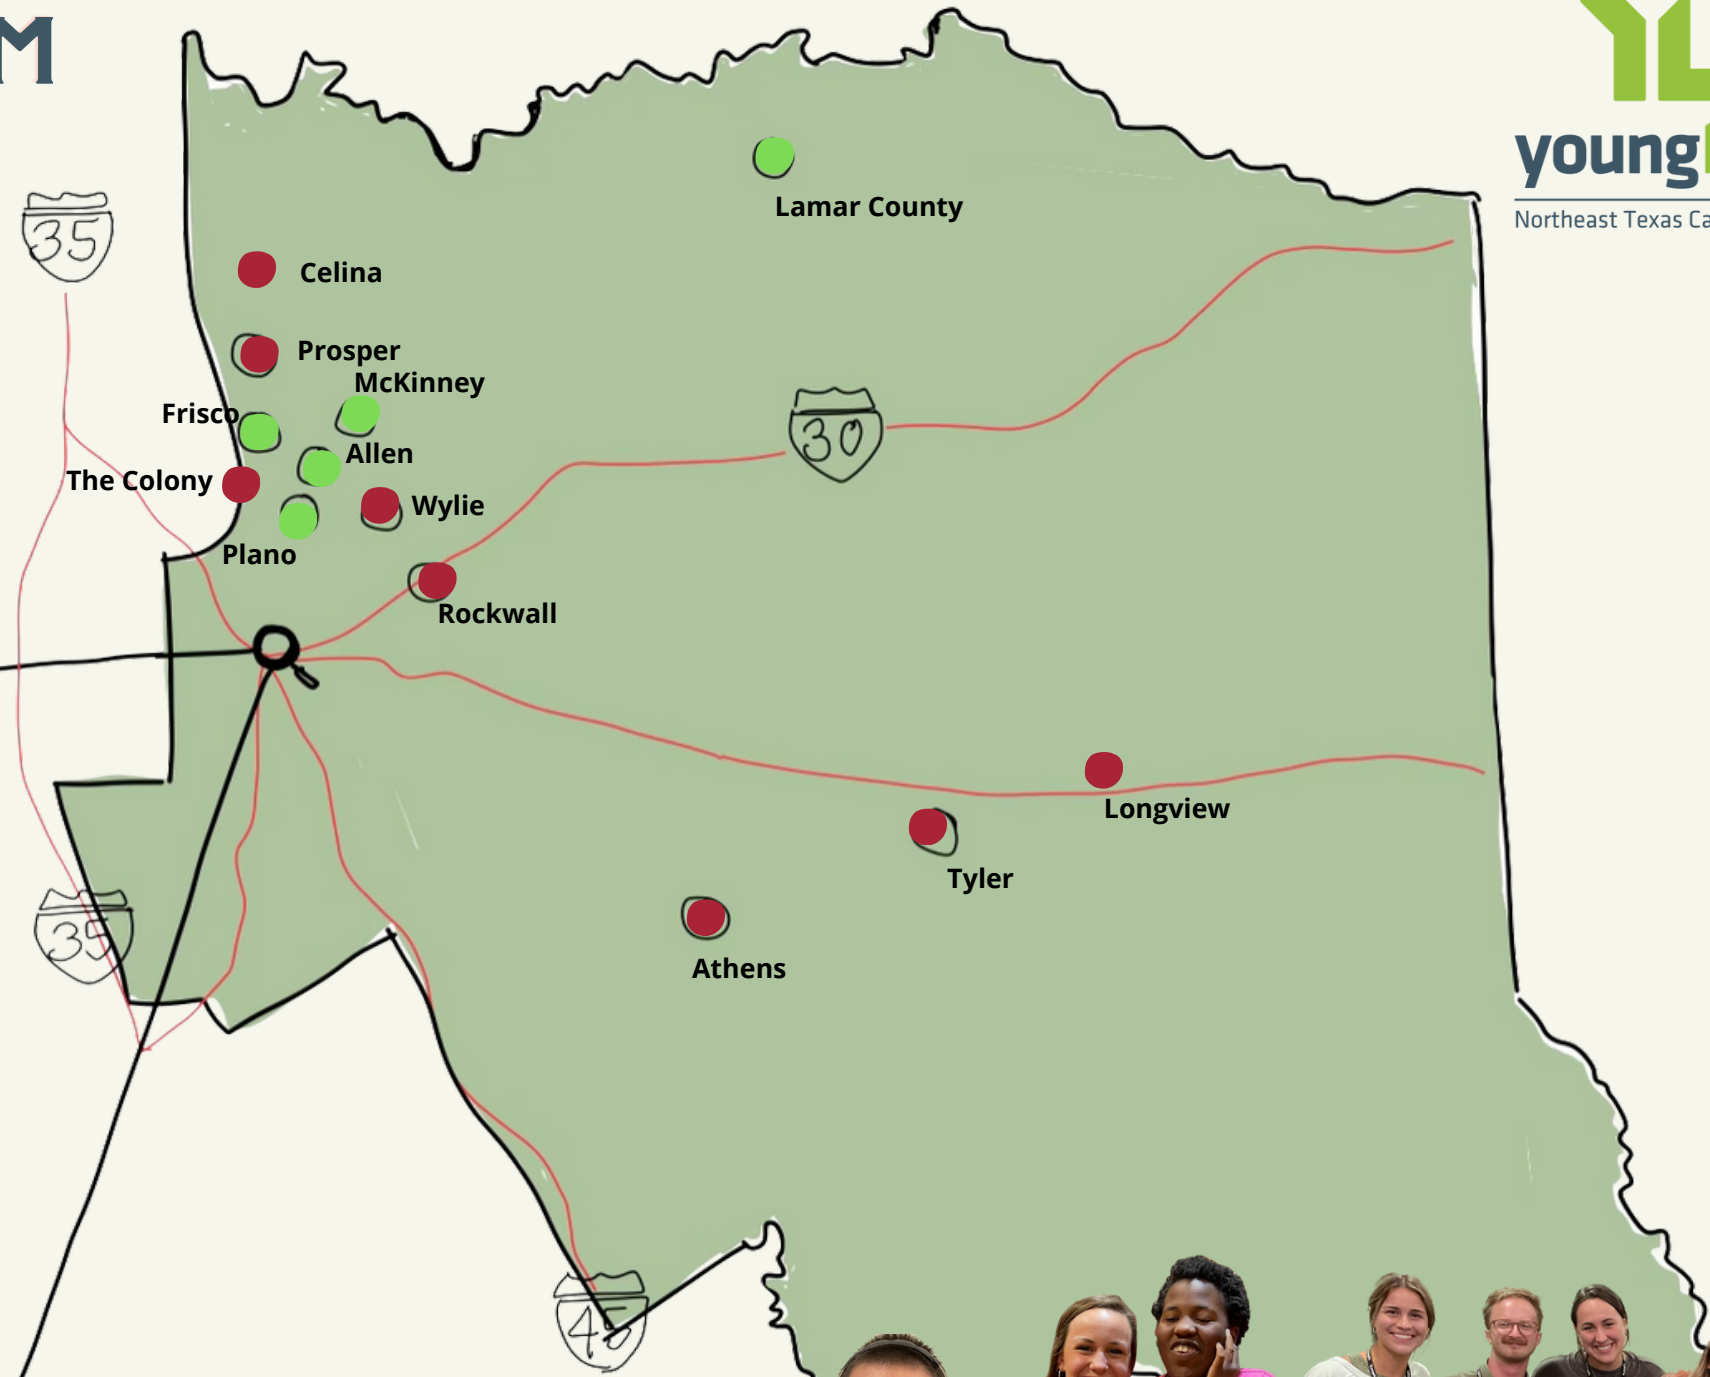 M
young
Northeast Texas Ca
35
Lamar County
Celina
Prosper
McKinney
Frisco
30
Allen
The Colony
Wylie
Plano
Rockwall
Longview
Tyler
35
Athens
45